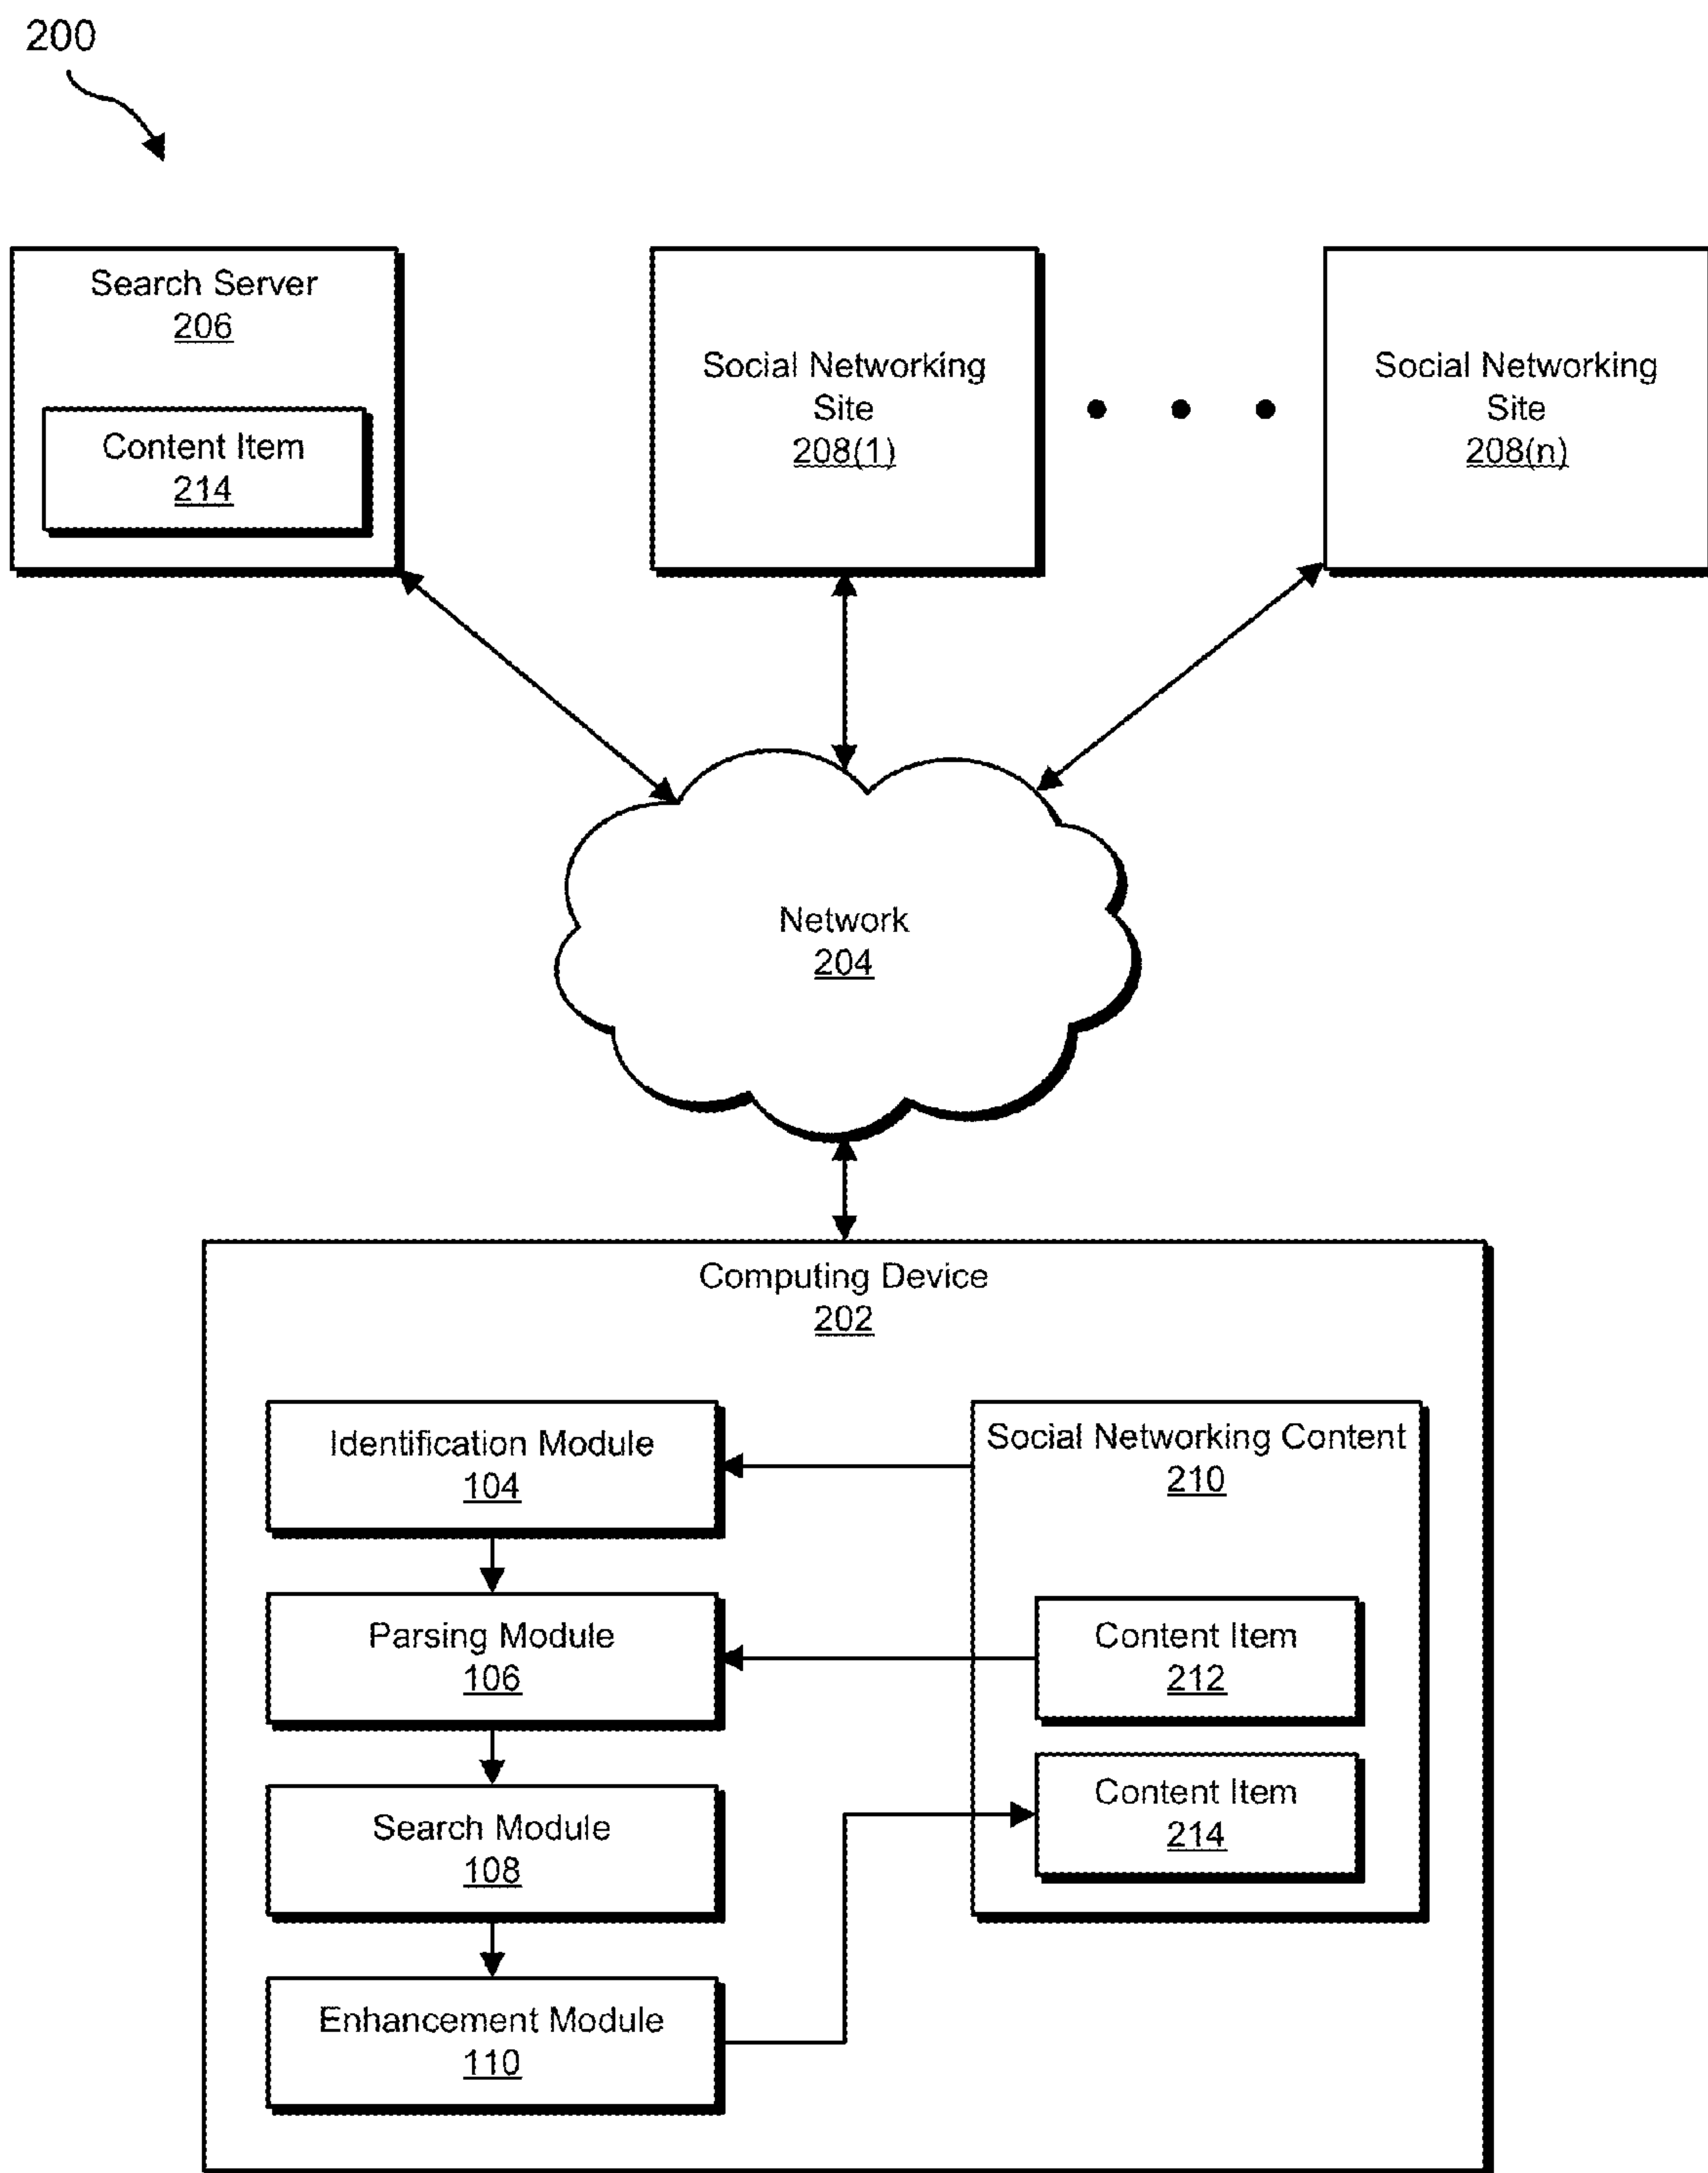 200
Search Server
206
Content Item
214
Social Networking
Site
208(1)
Social Networking
Site
208(n)
Network
204
Computing Device
202
Identification Module
104
Parsing Module
106
Search Module
108
Enhancement Module
110
Social Networking Content
210
Content Item
212
Content Item
214